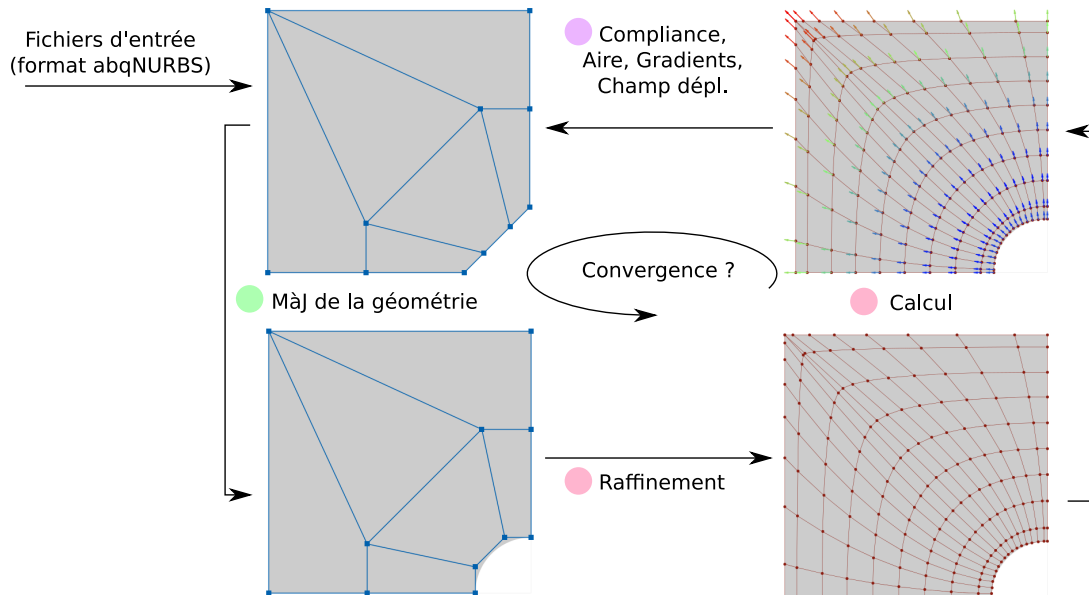 Fichiers d'entrée
(format abqNURBS)
Compliance,
Aire, Gradients,
Champ dépl.
Convergence ?
MàJ de la géométrie
Calcul
Raffinement